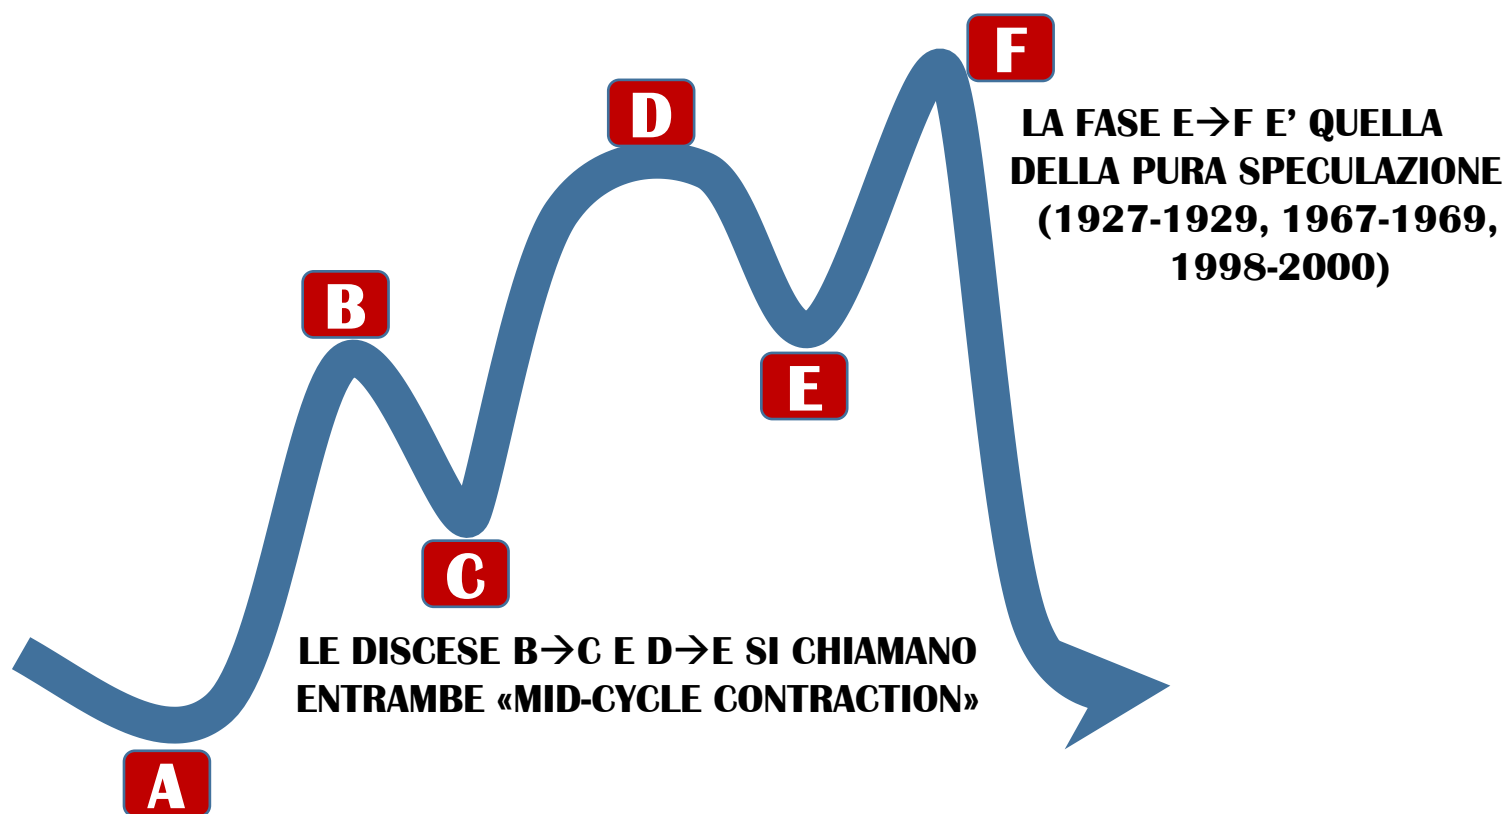 F
D
LA FASE E→F E’ QUELLA
DELLA PURA SPECULAZIONE
(1927-1929, 1967-1969,
1998-2000)
B
E
C
LE DISCESE B→C E D→E SI CHIAMANO
ENTRAMBE «MID-CYCLE CONTRACTION»
A